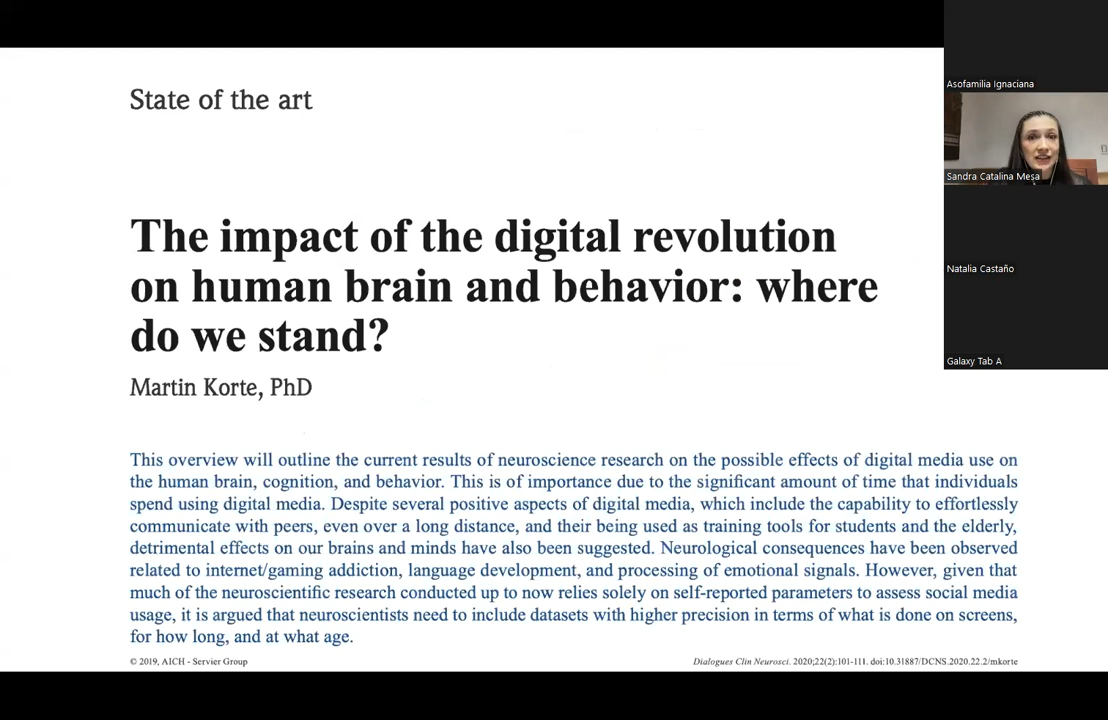 State of the art
The impact of the digital revolution
on human brain and behavior: where
do we stand?
Martin Korte, PhD
This overview will outline the current results of neuroscience research on the possible effects of digital media use on
the human brain, cognition, and behavior. This is of importance due to the significant amount of time that individuals
spend using digital media. Despite several positive aspects of digital media, which include the capability to effortlessly
communicate with peers, even over a long distance, and their being used as training tools for students and the elderly,
detrimental effects on our brains and minds have also been suggested. Neurological consequences have been observed
related to internet/gaming addiction, language development, and processing of emotional signals. However, given that
much of the neuroscientific research conducted up to now relies solely on self-reported parameters to assess social media
usage, it is argued that neuroscientists need to include datasets with higher precision in terms of what is done on screens,
for how long, and at what age.
© 2019, AICH - Servier Group
Dialogues Clin Neurosci. 2020;22(2):101-111. doi:10.31887/DCNS.2020.22.2/mkorte
Asofamilia Ignaciana
Sandra Catalina Mesa
Natalia Castaño
Galaxy Tab A